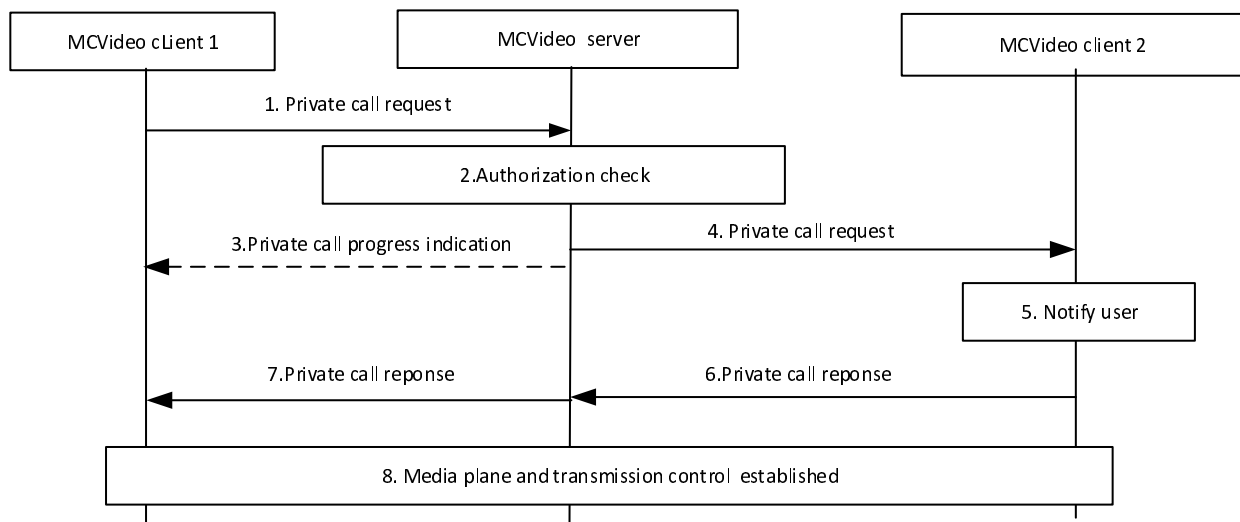 MCVideo cLient 1
MCVideo server
MCVideo client 2
1. Private call request
2.Authorization check
3.Private call progress indication
4. Private call request
5. Notify user
7.Private call reponse
6.Private call reponse
8. Media plane and transmission control established